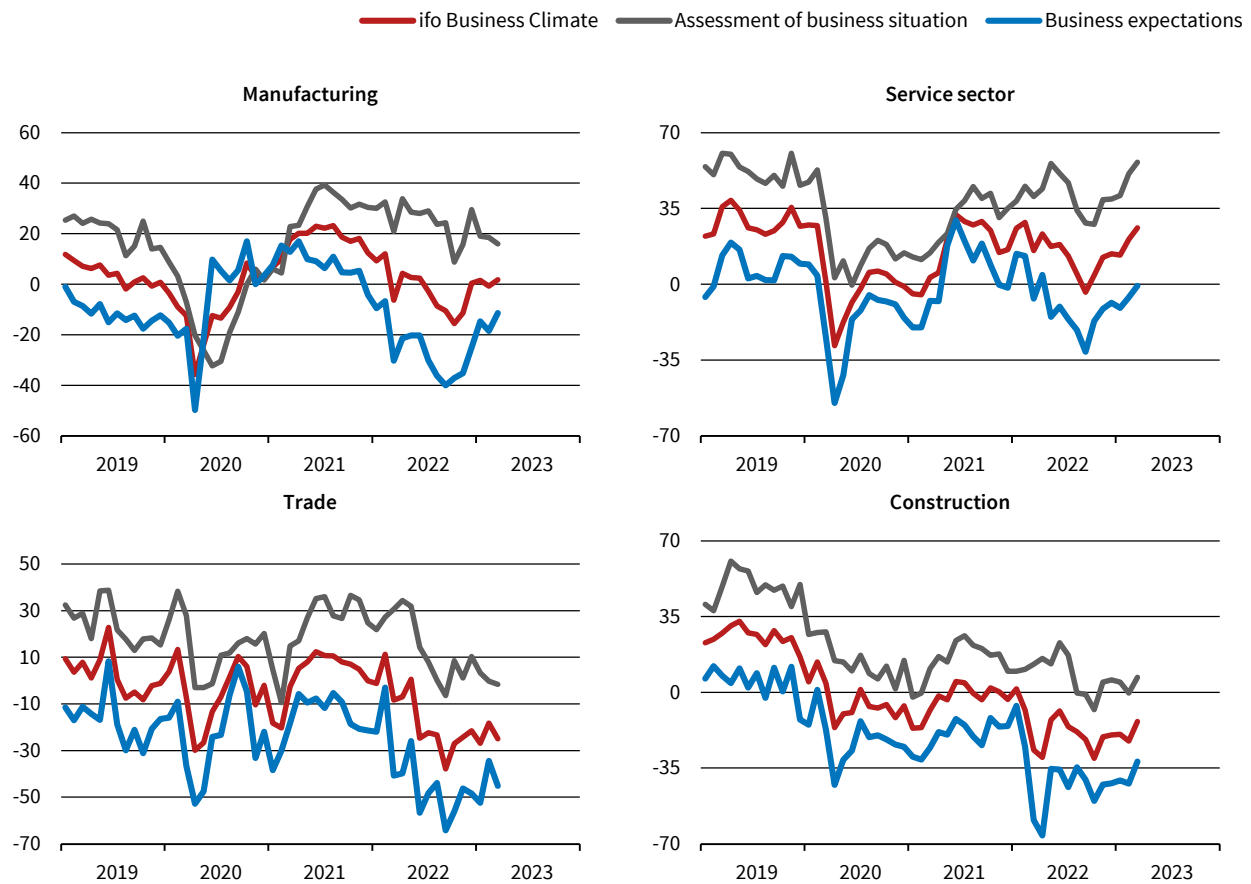 ifo Business Climate Assessment of business situation Business expectations
Manufacturing
60
40
20
0
-20
-40
-60
2019 2020 2021 2022 2023
Service sector
70
35
0
-35
-70
2019 2020 2021 2022 2023
Trade
50
30
10
-10
-30
-50
-70
2019 2020 2021 2022 2023
Construction
70
35
0
-35
-70
2019 2020 2021 2022 2023